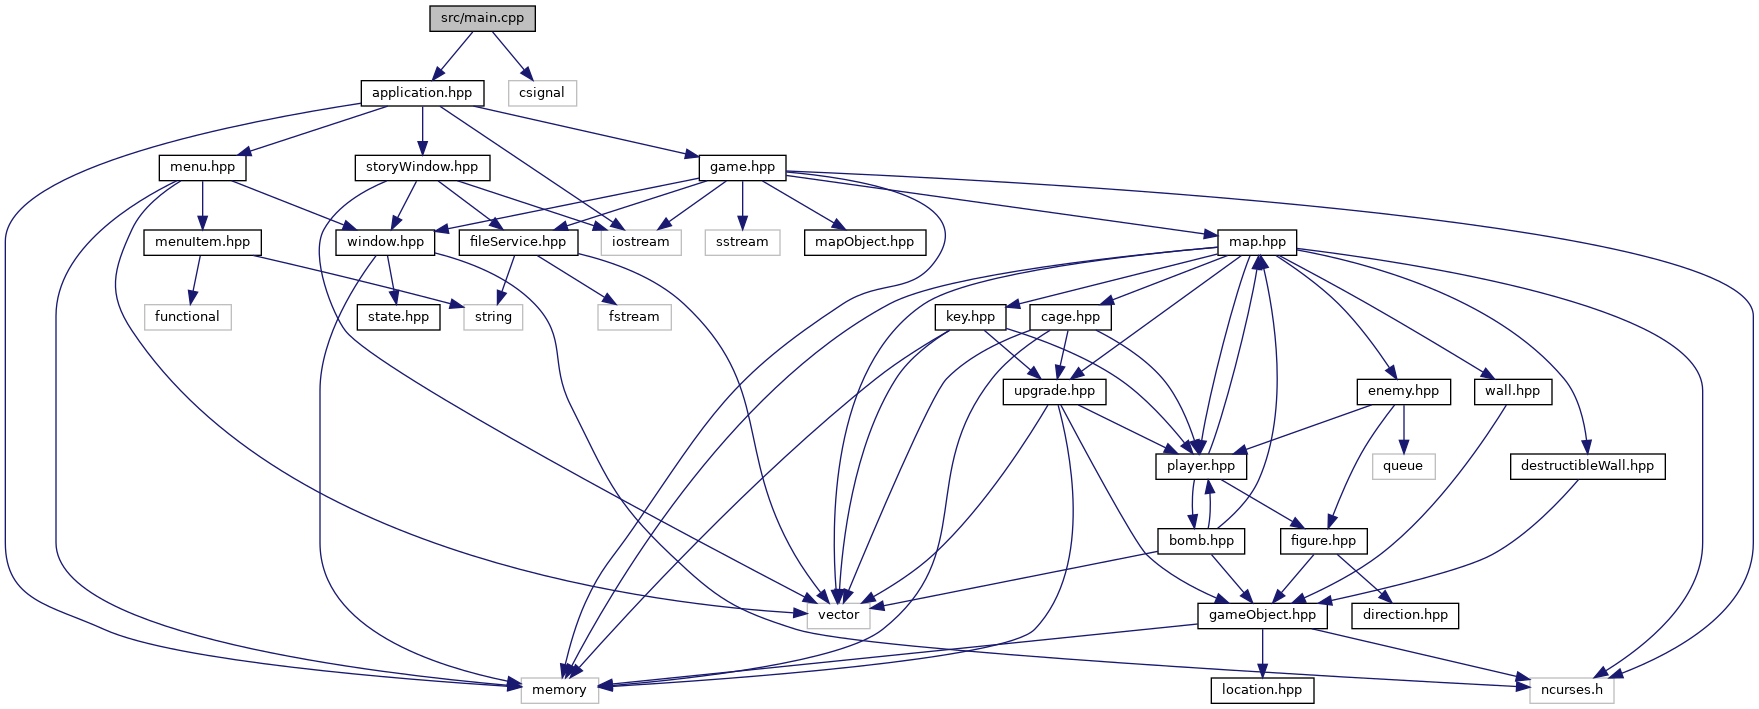 src/main.cpp
application.hpp
csignal
menu.hpp
storyWindow.hpp
game.hpp
menuItem.hpp
window.hpp
fileService.hpp
iostream
sstream
mapObject.hpp
map.hpp
functional
state.hpp
string
fstream
key.hpp
cage.hpp
upgrade.hpp
enemy.hpp
wall.hpp
player.hpp
queue
destructibleWall.hpp
bomb.hpp
figure.hpp
vector
gameObject.hpp
direction.hpp
memory
location.hpp
ncurses.h